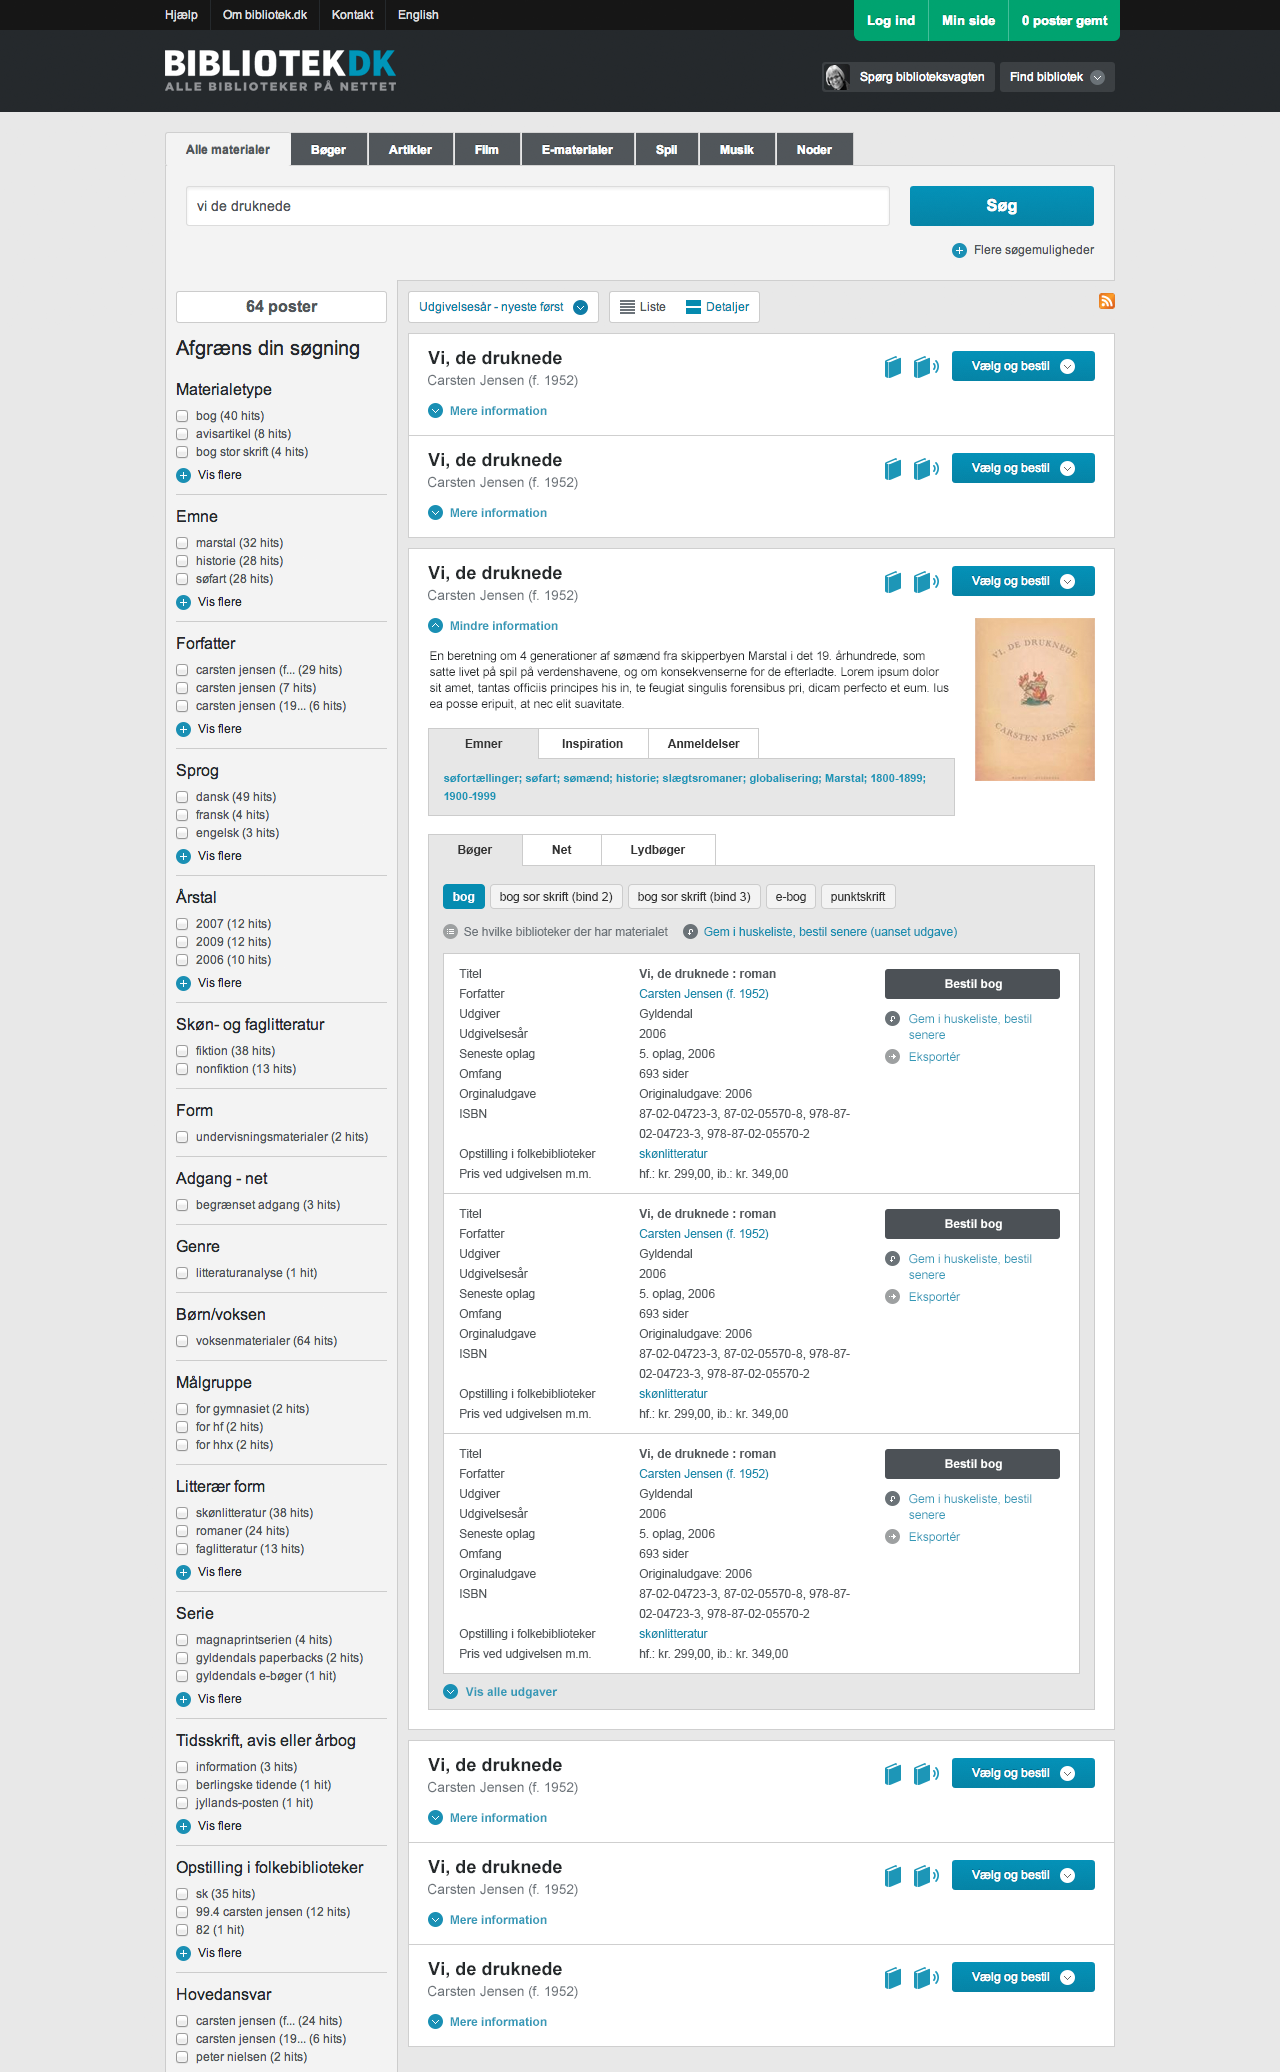 Hjælp
Om bibliotek.dk
Kontakt
English
Log ind
Min side
0 poster gemt
BIBLIOTEKDK
ALLE BIBLIOTEKER PÅ NETTET
Spørg biblioteksvagten
Find bibliotek
Alle materialer
Bøger
Artikler
Film
E-materialer
Spil
Musik
Noder
vi de druknede
Søg
Flere søgemuligheder
64 poster
Afgræns din søgning
Materialetype
bog (40 hits)
avisartikel (8 hits)
bog stor skrift (4 hits)
Vis flere
Emne
marstal (32 hits)
historie (28 hits)
søfart (28 hits)
Vis flere
Forfatter
carsten jensen (f... (29 hits)
carsten jensen (7 hits)
carsten jensen (19... (6 hits)
Vis flere
Sprog
dansk (49 hits)
fransk (4 hits)
engelsk (3 hits)
Vis flere
Årstal
2007 (12 hits)
2009 (12 hits)
2006 (10 hits)
Vis flere
Skøn- og faglitteratur
fiktion (38 hits)
nonfiktion (13 hits)
Form
undervisningsmaterialer (2 hits)
Adgang - net
begrænset adgang (3 hits)
Genre
litteraturanalyse (1 hit)
Børn/voksen
voksenmaterialer (64 hits)
Målgruppe
for gymnasiet (2 hits)
for hf (2 hits)
for hhx (2 hits)
Litterær form
skønlitteratur (38 hits)
romaner (24 hits)
faglitteratur (13 hits)
Vis flere
Serie
magnaprintserien (4 hits)
gyldendals paperbacks (2 hits)
gyldendals e-bøger (1 hit)
Vis flere
Tidsskrift, avis eller årbog
information (3 hits)
berlingske tidende (1 hit)
jyllands-posten (1 hit)
Vis flere
Opstilling i folkebiblioteker
sk (35 hits)
99.4 carsten jensen (12 hits)
82 (1 hit)
Vis flere
Hovedansvar
carsten jensen (f... (24 hits)
carsten jensen (19... (6 hits)
peter nielsen (2 hits)
Udgivelsesår - nyeste først
Liste
Detaljer
Vi, de druknede
Carsten Jensen (f. 1952)
Vælg og bestil
Mere information
Vi, de druknede
Carsten Jensen (f. 1952)
Vælg og bestil
Mere information
Vi, de druknede
Carsten Jensen (f. 1952)
Vælg og bestil
Mindre information
En beretning om 4 generationer af sømænd fra skipperbyen Marstal i det 19. århundrede, som
satte livet på spil på verdenshavene, og om konsekvenserne for de efterladte. Lorem ipsum dolor
sit amet, tantas officiis principes his in, te feugiat singulis forensibus pri, dicam perfecto et eum. Ius
ea posse eripuit, at nec elit suavitate.
VI, DE DRUKNEDE
CARSTEN JENSEN
Emner
Inspiration
Anmeldelser
søfortællinger; søfart; sømænd; historie; slægtsromaner; globalisering; Marstal; 1800-1899;
1900-1999
Bøger
Net
Lydbøger
bog
bog sor skrift (bind 2)
bog sor skrift (bind 3)
e-bog
punktskrift
Se hvilke biblioteker der har materialet
Gem i huskeliste, bestil senere (uanset udgave)
Titel Vi, de druknede : roman
Forfatter Carsten Jensen (f. 1952)
Udgiver Gyldendal
Udgivelsesår 2006
Seneste oplag 5. oplag, 2006
Omfang 693 sider
Orginaludgave Originaludgave: 2006
ISBN 87-02-04723-3, 87-02-05570-8, 978-87-
02-04723-3, 978-87-02-05570-2
Opstilling i folkebiblioteker skønlitteratur
Pris ved udgivelsen m.m. hf.: kr. 299,00, ib.: kr. 349,00
Bestil bog
Gem i huskeliste, bestil
senere
Eksportér
Titel Vi, de druknede : roman
Forfatter Carsten Jensen (f. 1952)
Udgiver Gyldendal
Udgivelsesår 2006
Seneste oplag 5. oplag, 2006
Omfang 693 sider
Orginaludgave Originaludgave: 2006
ISBN 87-02-04723-3, 87-02-05570-8, 978-87-
02-04723-3, 978-87-02-05570-2
Opstilling i folkebiblioteker skønlitteratur
Pris ved udgivelsen m.m. hf.: kr. 299,00, ib.: kr. 349,00
Bestil bog
Gem i huskeliste, bestil
senere
Eksportér
Titel Vi, de druknede : roman
Forfatter Carsten Jensen (f. 1952)
Udgiver Gyldendal
Udgivelsesår 2006
Seneste oplag 5. oplag, 2006
Omfang 693 sider
Orginaludgave Originaludgave: 2006
ISBN 87-02-04723-3, 87-02-05570-8, 978-87-
02-04723-3, 978-87-02-05570-2
Opstilling i folkebiblioteker skønlitteratur
Pris ved udgivelsen m.m. hf.: kr. 299,00, ib.: kr. 349,00
Bestil bog
Gem i huskeliste, bestil
senere
Eksportér
Vis alle udgaver
Vi, de druknede
Carsten Jensen (f. 1952)
Vælg og bestil
Mere information
Vi, de druknede
Carsten Jensen (f. 1952)
Vælg og bestil
Mere information
Vi, de druknede
Carsten Jensen (f. 1952)
Vælg og bestil
Mere information